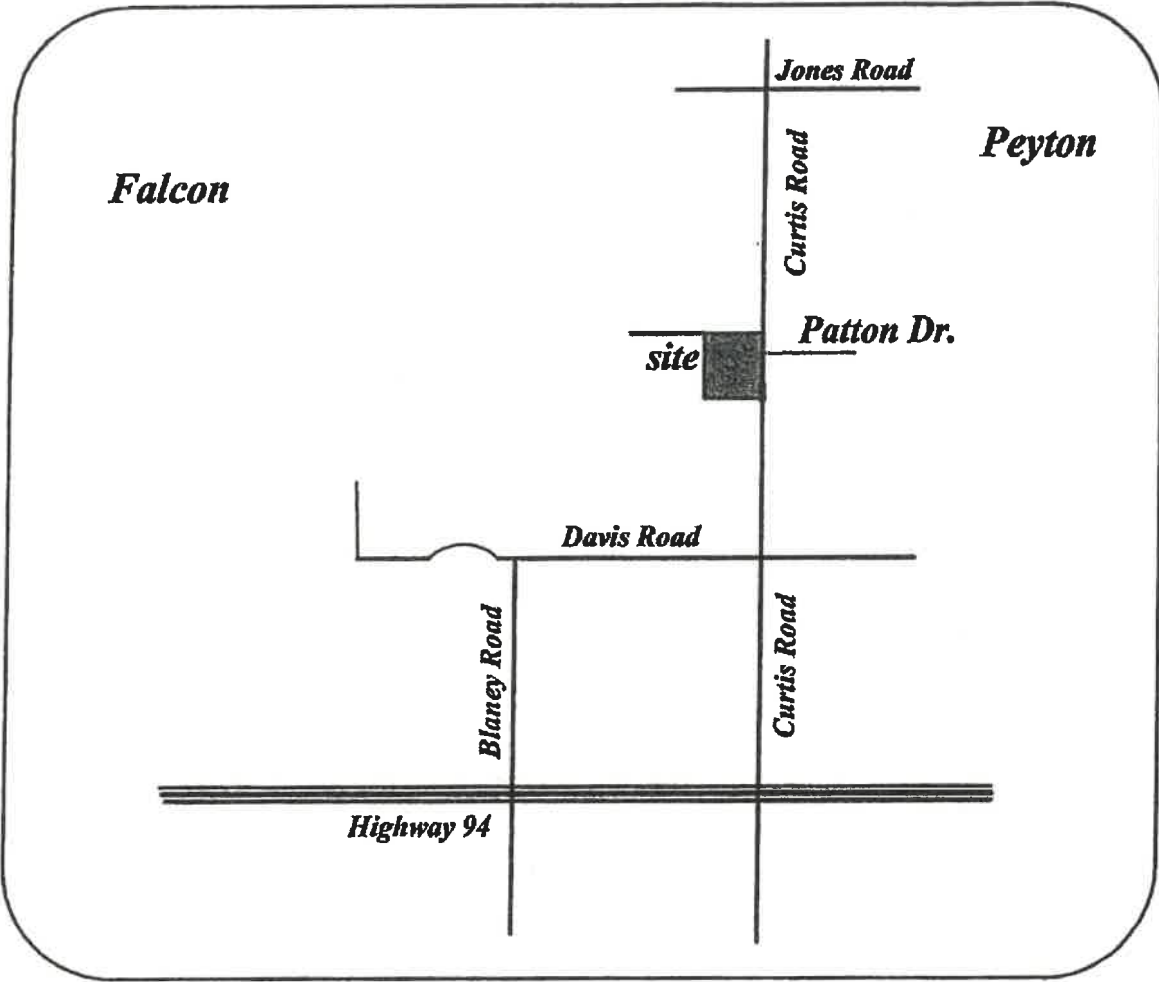 Jones Road
Peyton
Falcon
Curtis Road
Patton Dr.
site
Davis Road
Blaney Road
Curtis Road
Highway 94